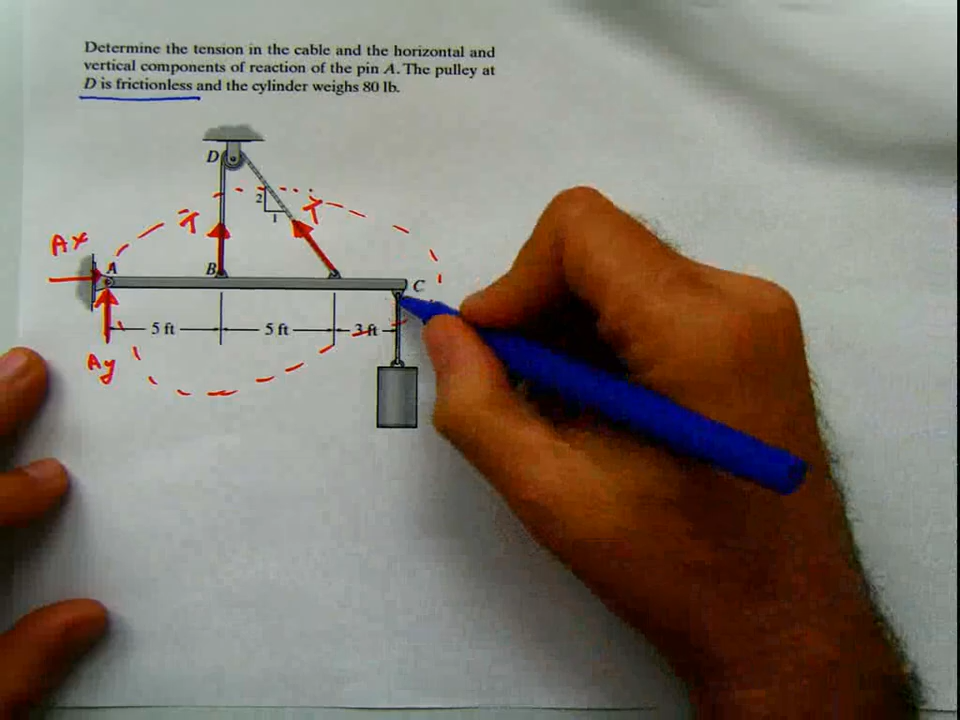 Determine the tension in the cable and the horizontal and
vertical components of reaction of the pin A. The pulley at
D is frictionless and the cylinder weighs 80 lb.
D
2
1
T
T
Ax
A
B
C
5 ft
5 ft
3 ft
Ay